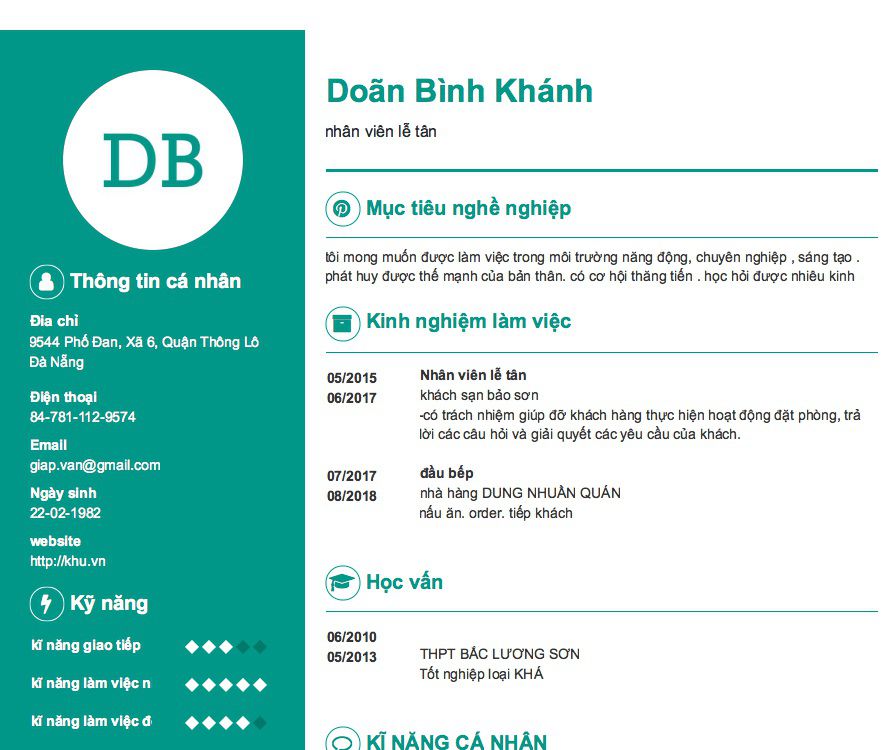 DB
Thông tin cá nhân
Đia chỉ
9544 Phố Đan, Xã 6, Quận Thông Lô
Đà Nẵng
Điện thoại
84-781-112-9574
Email
giap.van@gmail.com
Ngày sinh
22-02-1982
website
http://khu.vn
Kỹ năng
kĩ năng giao tiếp
kĩ năng làm việc n
kĩ năng làm việc đ
Doãn Bình Khánh
nhân viên lễ tân
Mục tiêu nghề nghiệp
tôi mong muốn được làm việc trong môi trường năng động, chuyên nghiệp , sáng tạo .
phát huy được thế mạnh của bản thân. có cơ hội thăng tiến . học hỏi được nhiêu kinh
Kinh nghiệm làm việc
05/2015
06/2017
Nhân viên lễ tân
khách sạn bảo sơn
-có trách nhiệm giúp đỡ khách hàng thực hiện hoạt động đặt phòng, trả
lời các câu hỏi và giải quyết các yêu cầu của khách.
07/2017
08/2018
đầu bếp
nhà hàng DUNG NHUẦN QUÁN
nấu ăn. order. tiếp khách
Học vấn
06/2010
05/2013
THPT BẮC LƯƠNG SƠN
Tốt nghiệp loại KHÁ
KĨ NĂNG CÁ NHÂN